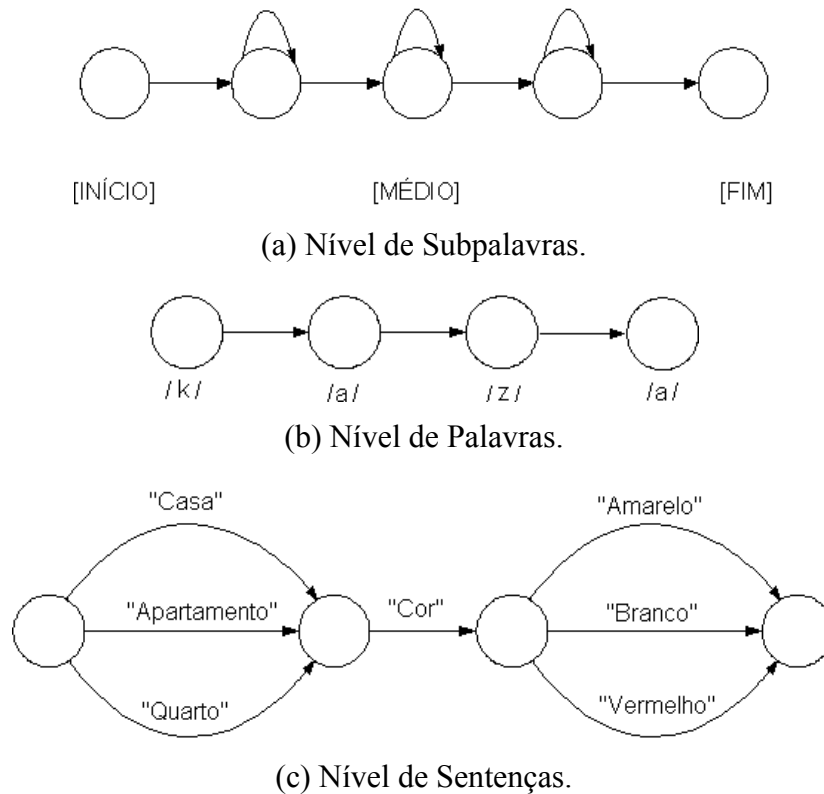 [INÍCIO] [MÉDIO] [FIM]
(a) Nível de Subpalavras.
/k/ /a/ /z/ /a/
(b) Nível de Palavras.
"Casa" "Amarelo"
"Apartamento" "Cor" "Branco"
"Quarto" "Vermelho"
(c) Nível de Sentenças.